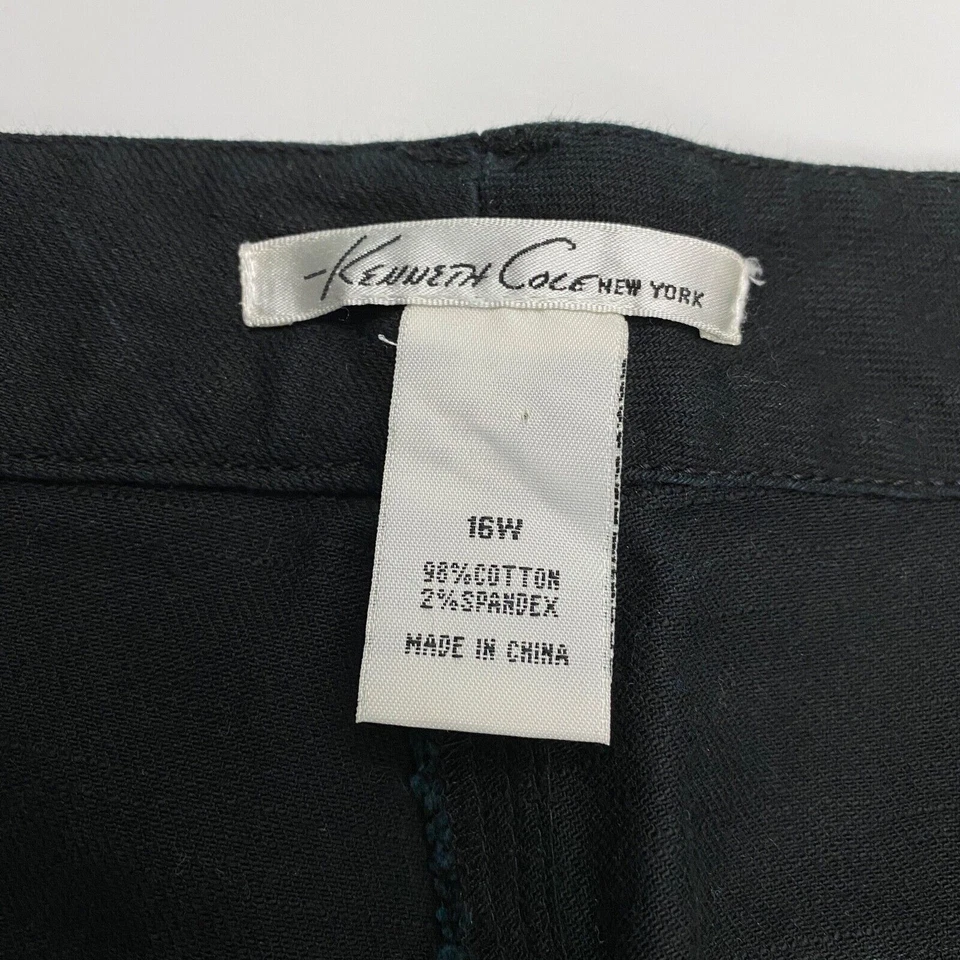 Kenneth Cole NEW YORK
16W
98%COTTON
2%SPANDEX
MADE IN CHINA